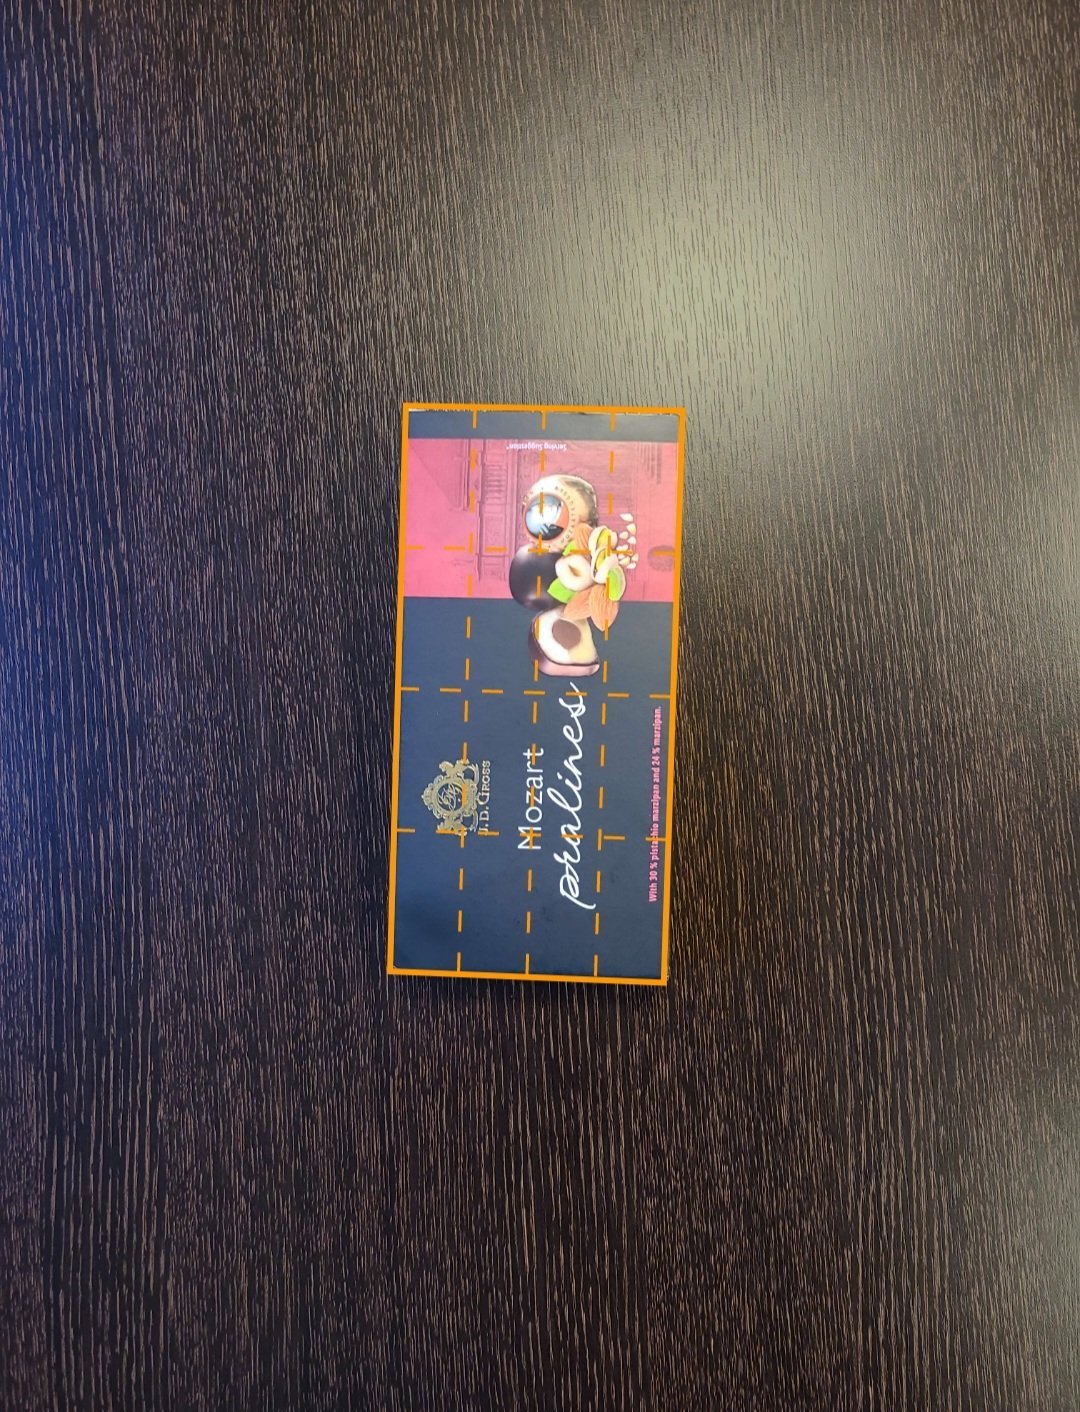 J. D. GROSS
Mozart
pralines
With 30 % pistachio marzipan and 24 % marzipan.
Serving Suggestion*